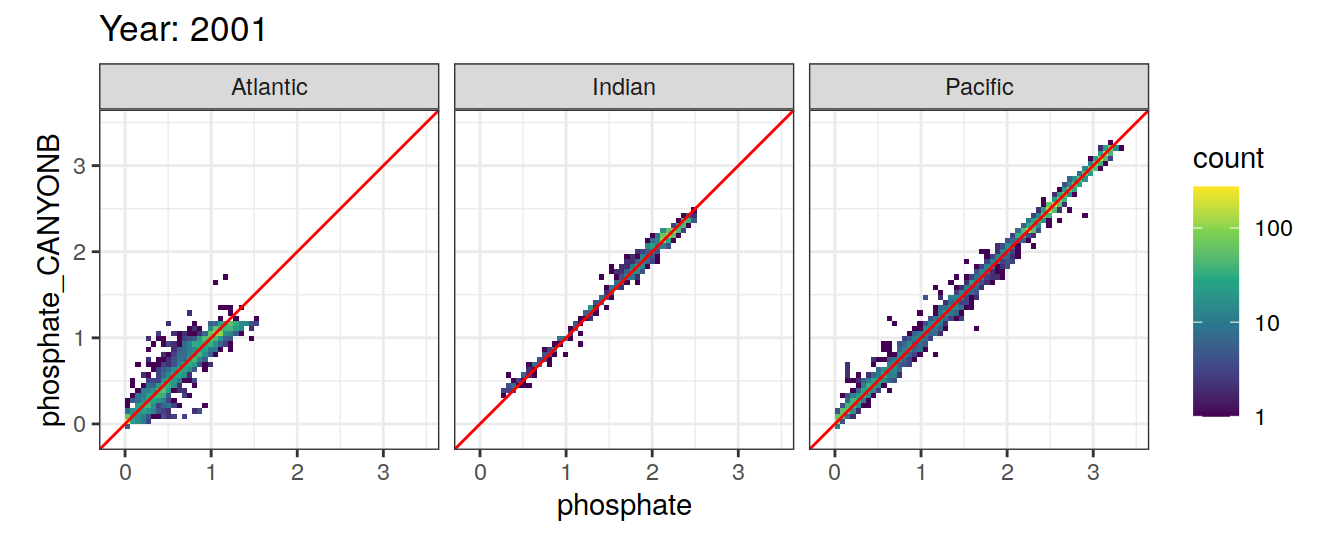 Year: 2001
Atlantic
Indian
Pacific
phosphate_CANYONB
3
2
1
0
0 1 2 3
0 1 2 3
0 1 2 3
phosphate
count
100
10
1